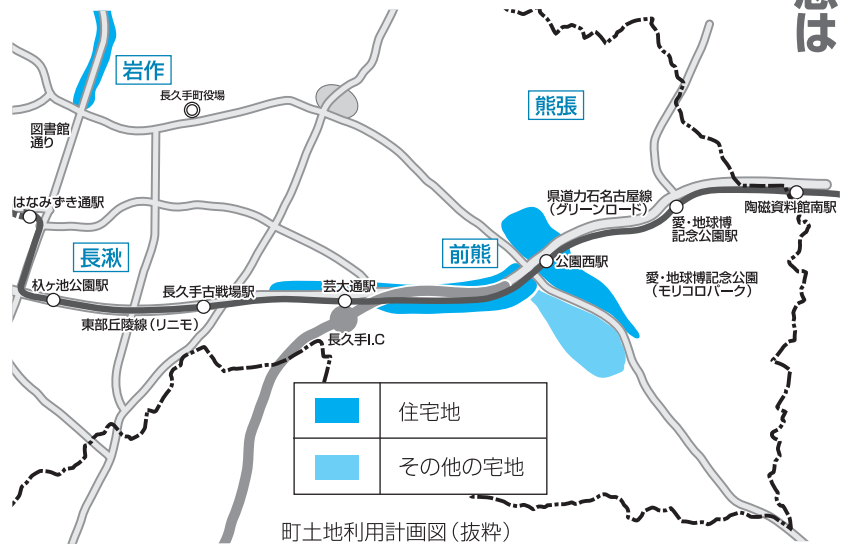 想は
岩作
長久手町役場
図書館
通り
熊張
はなみずき通駅
県道力石名古屋線
(グリーンロード)
陶磁資料館南駅
愛・地球博
記念公園駅
長湫
前熊
公園西駅
杁ヶ池公園駅
長久手古戦場駅
芸大通駅
愛・地球博記念公園
(モリコロパーク)
東部丘陵線(リニモ)
長久手I.C
住宅地
その他の宅地
町土地利用計画図(抜粋)